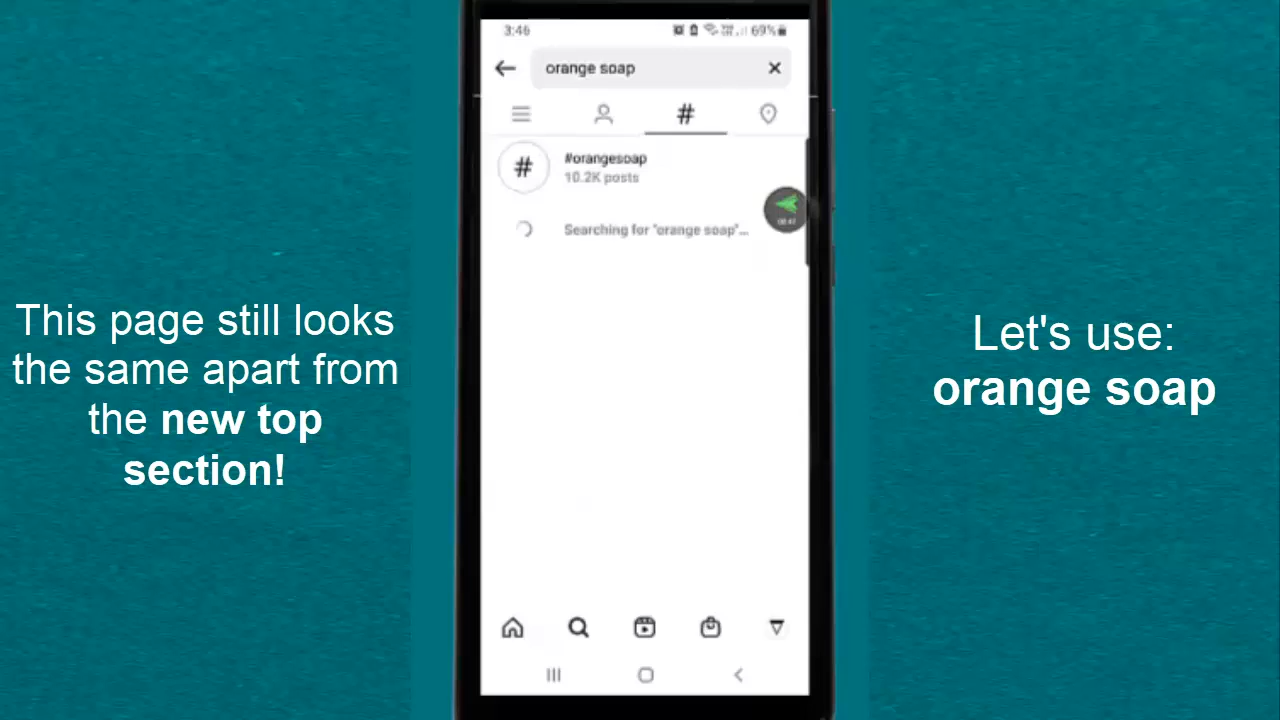 3:46
69%
orange soap
#
#
#orangesoap
10.2K posts
Searching for "orange soap"...
This page still looks
the same apart from
the new top
section!
Let's use:
orange soap